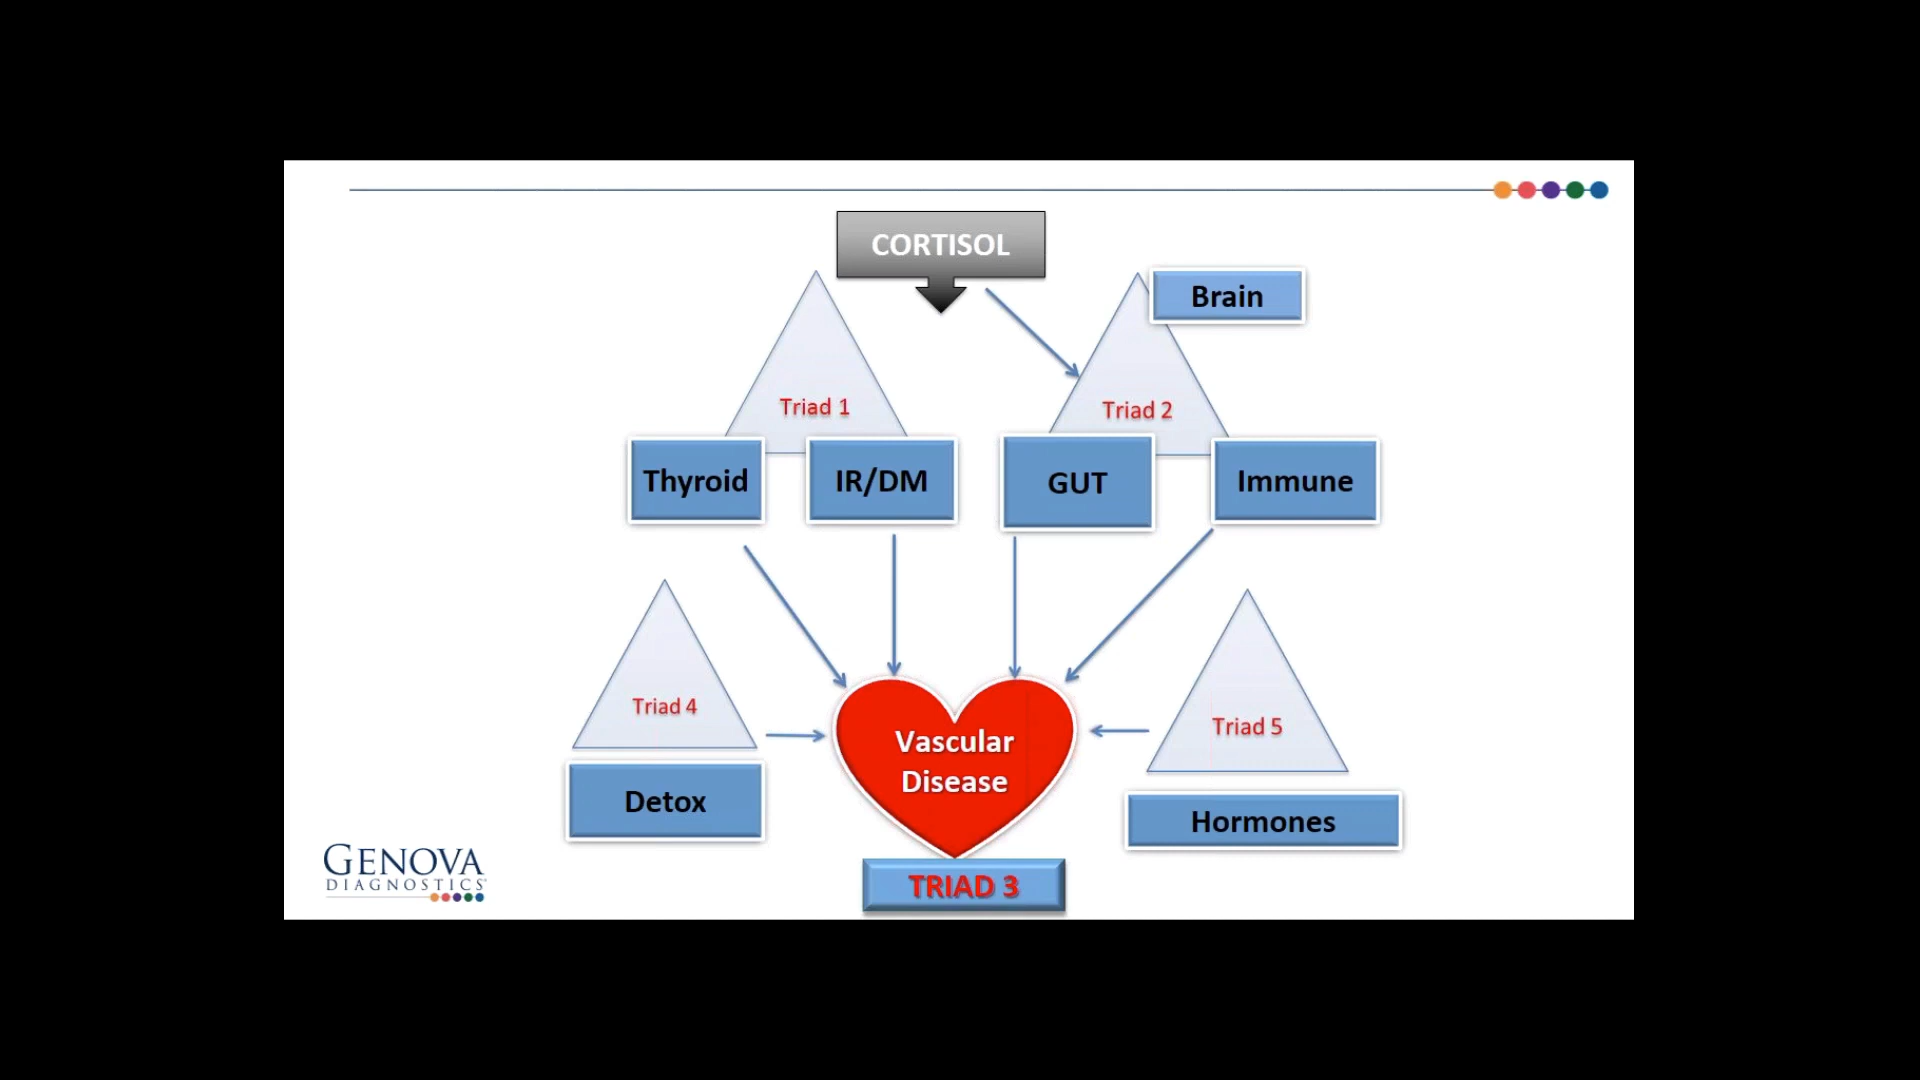 CORTISOL
Brain
Triad 1
Triad 2
Thyroid
IR/DM
GUT
Immune
Triad 4
Triad 5
Vascular
Disease
Detox
Hormones
TRIAD 3
GENOVA
DIAGNOSTICS